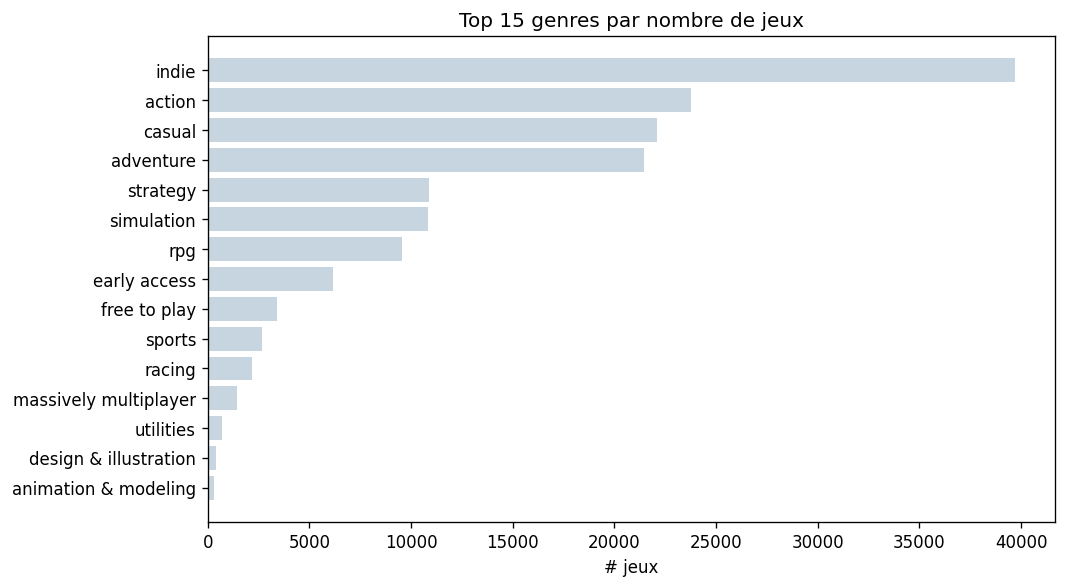 Top 15 genres par nombre de jeux
indie
action
casual
adventure
strategy
simulation
rpg
early access
free to play
sports
racing
massively multiplayer
utilities
design & illustration
animation & modeling
0 5000 10000 15000 20000 25000 30000 35000 40000
# jeux